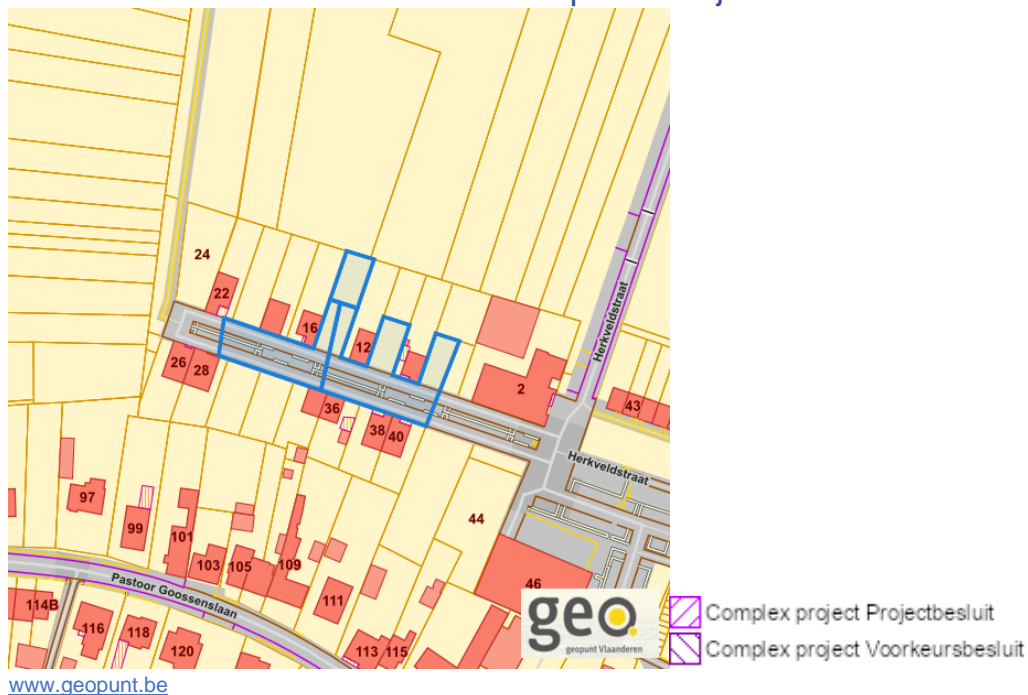 24
22
16
12
26
28
36
38
40
2
43
Herkveldstraat
Herkveldstraat
44
46
97
99
101
103
105
109
111
113
115
Pastoor Goossenslaan
114B
116
118
120
geo
geopunt Vlaanderen
Complex project Projectbesluit
Complex project Voorkeursbesluit
www.geopunt.be